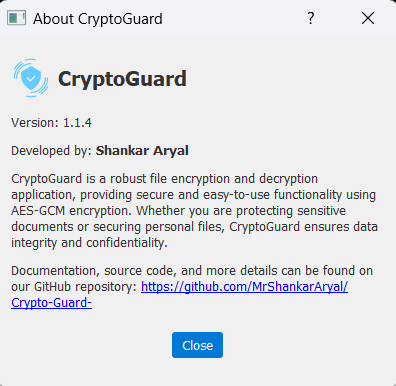 About CryptoGuard
?
CryptoGuard
Version: 1.1.4
Developed by: Shankar Aryal
CryptoGuard is a robust file encryption and decryption
application, providing secure and easy-to-use functionality using
AES-GCM encryption. Whether you are protecting sensitive
documents or securing personal files, CryptoGuard ensures data
integrity and confidentiality.
Documentation, source code, and more details can be found on
our GitHub repository: https://github.com/MrShankarAryal/
Crypto-Guard-
Close